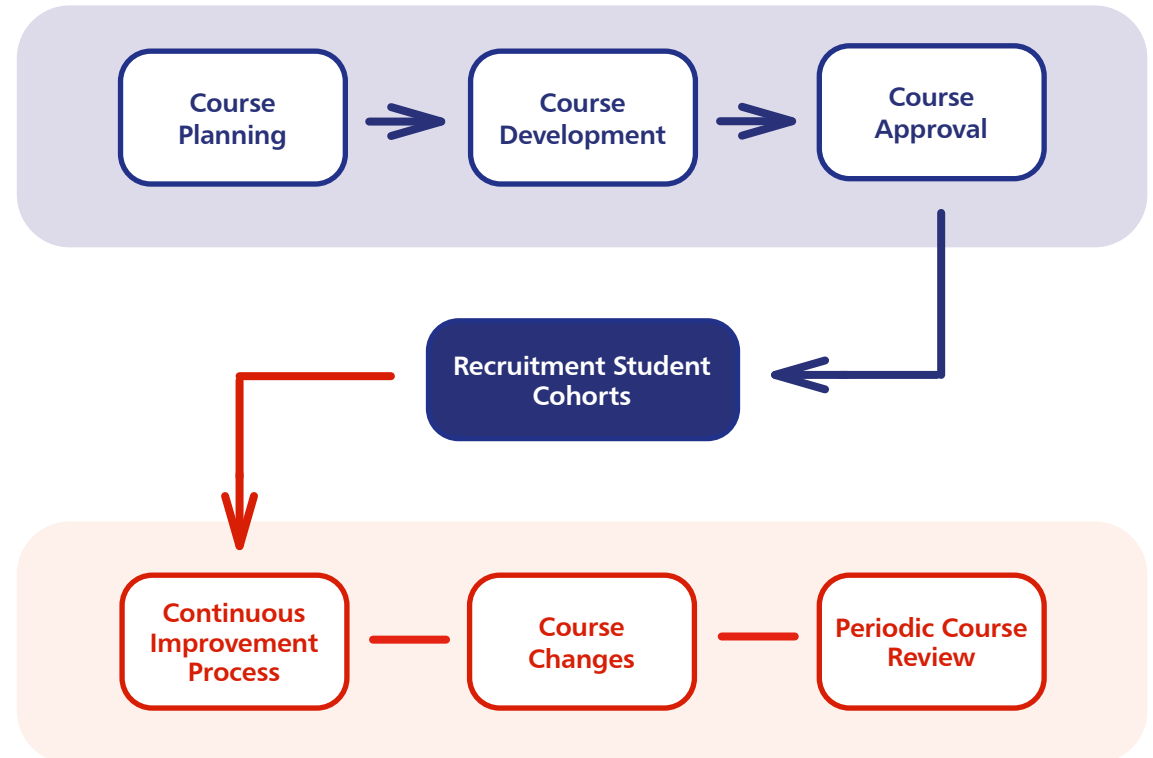 Course
Planning
Course
Development
Course
Approval
Recruitment Student
Cohorts
Continuous
Improvement
Process
Course
Changes
Periodic Course
Review